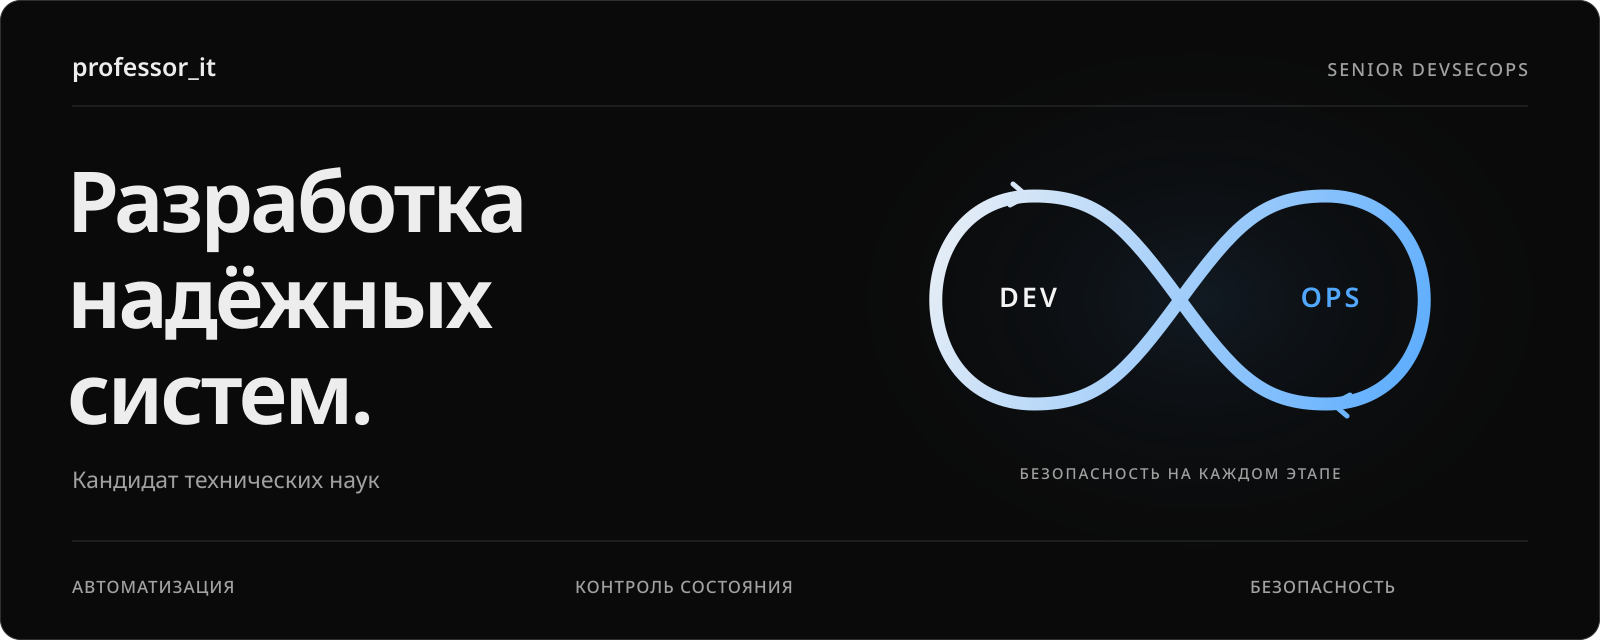 professor_it
SENIOR DEVSECOPS
Разработка
надёжных
систем.
Кандидат технических наук
DEV
OPS
БЕЗОПАСНОСТЬ НА КАЖДОМ ЭТАПЕ
АВТОМАТИЗАЦИЯ
КОНТРОЛЬ СОСТОЯНИЯ
БЕЗОПАСНОСТЬ